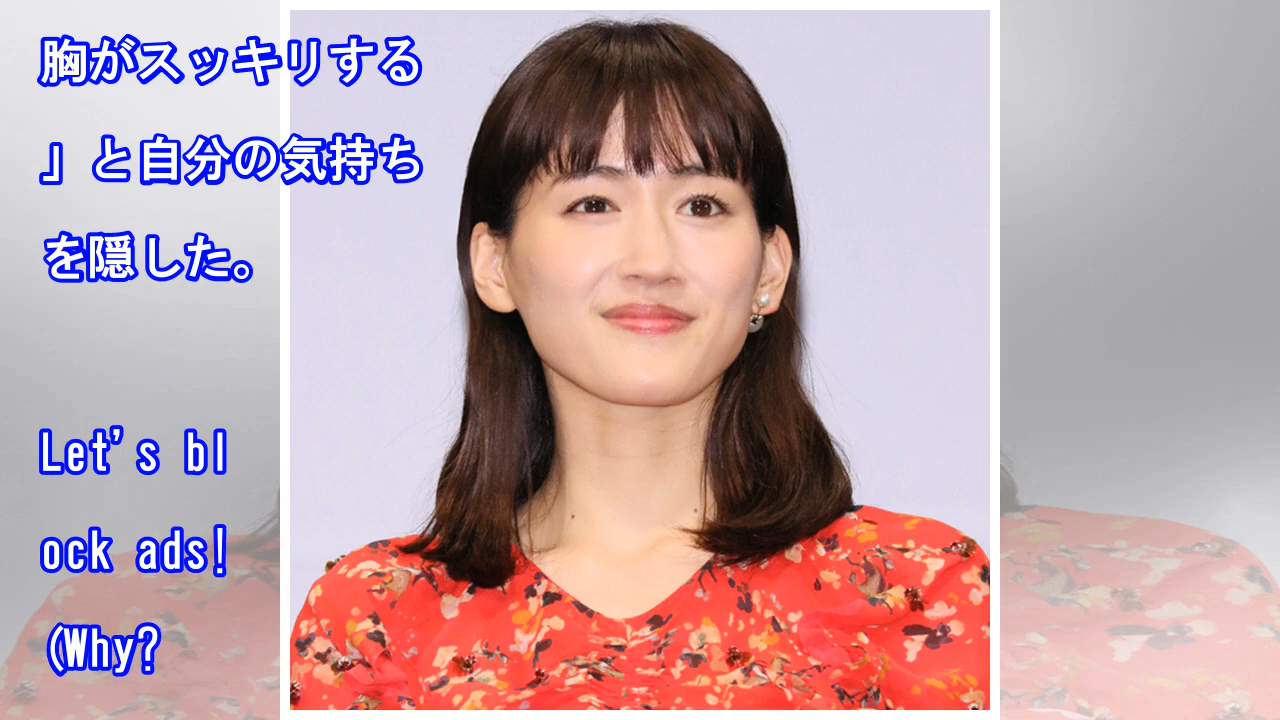 胸がスッキリする
」と自分の気持ち
を隠した。
Let's bl
ock ads!
(Why?